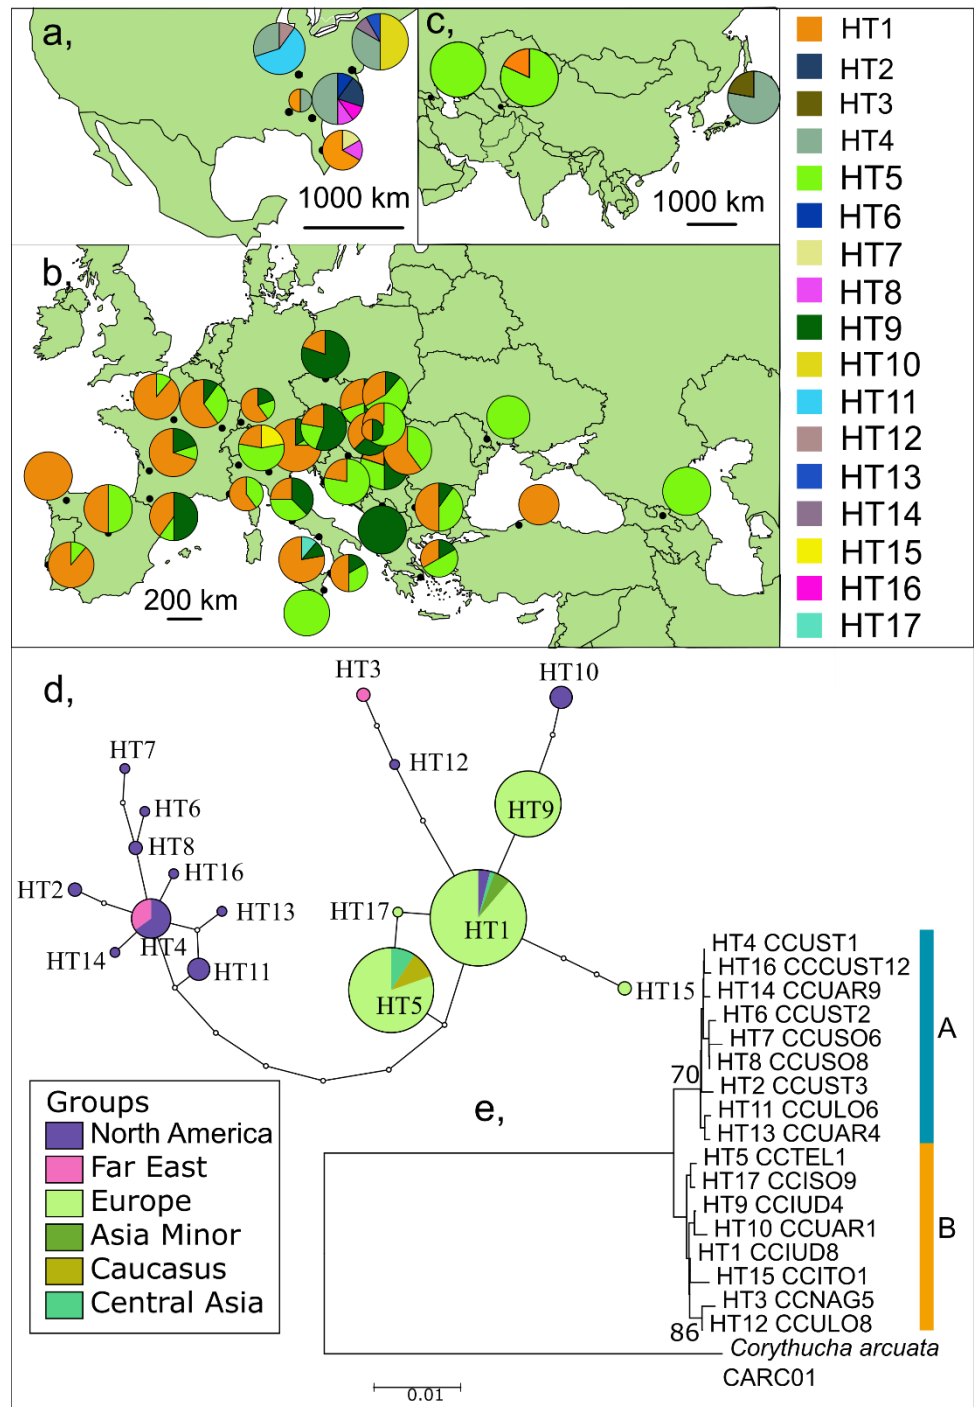 a,
1000 km
c,
1000 km
b,
200 km
HT1
HT2
HT3
HT4
HT5
HT6
HT7
HT8
HT9
HT10
HT11
HT12
HT13
HT14
HT15
HT16
HT17
d,
HT3
HT10
HT7
HT12
HT6
HT9
HT8
HT16
HT2
HT13
HT17
HT1
HT4
HT14
HT11
HT5
HT15
Groups
North America
Far East
Europe
Asia Minor
Caucasus
Central Asia
e,
HT4 CCUST1
HT16 CCCUST12
HT14 CCUAR9
HT6 CCUST2
HT7 CCUSO6
HT8 CCUSO8
70
HT2 CCUST3
HT11 CCULO6
HT13 CCUAR4
A
HT5 CCTEL1
HT17 CCISO9
HT9 CCIUD4
HT10 CCUAR1
HT1 CCIUD8
HT15 CCITO1
HT3 CCNAG5
86
HT12 CCULO8
B
Corythucha arcuata
CARC01
0.01